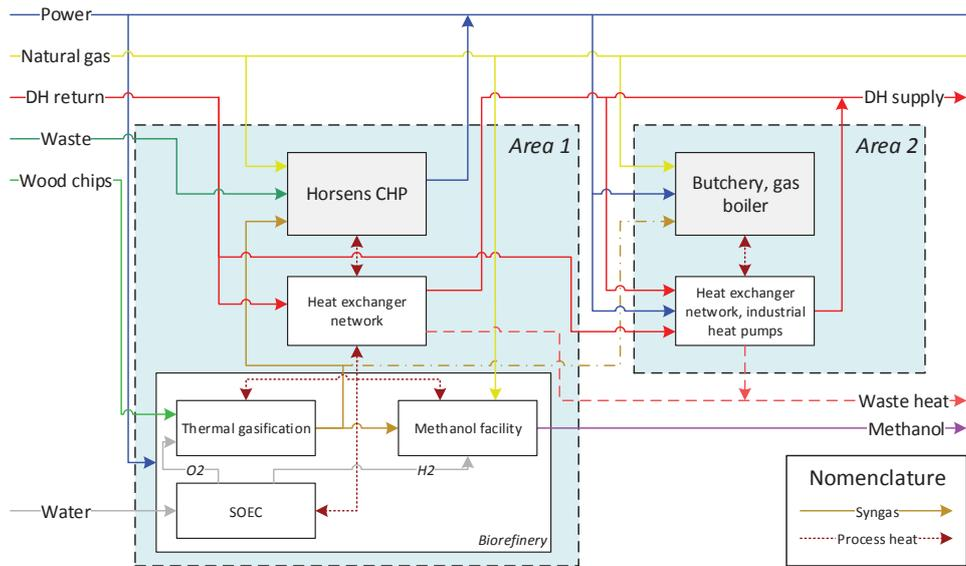 Power
Natural gas
DH return
DH supply
Waste
Area 1
Area 2
Wood chips
Horsens CHP
Butchery, gas
boiler
Heat exchanger
network
Heat exchanger
network, industrial
heat pumps
Waste heat
Thermal gasification
Methanol facility
Methanol
O2
H2
Nomenclature
Water
SOEC
Syngas
Biorefinery
Process heat